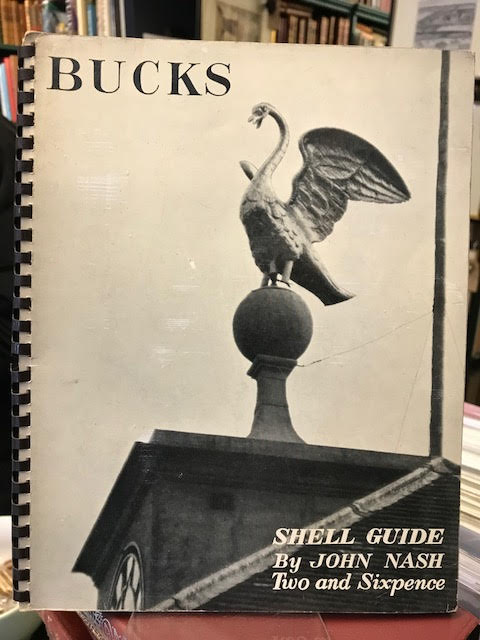 BUCKS
SHELL GUIDE
By JOHN NASH
Two and Sixpence